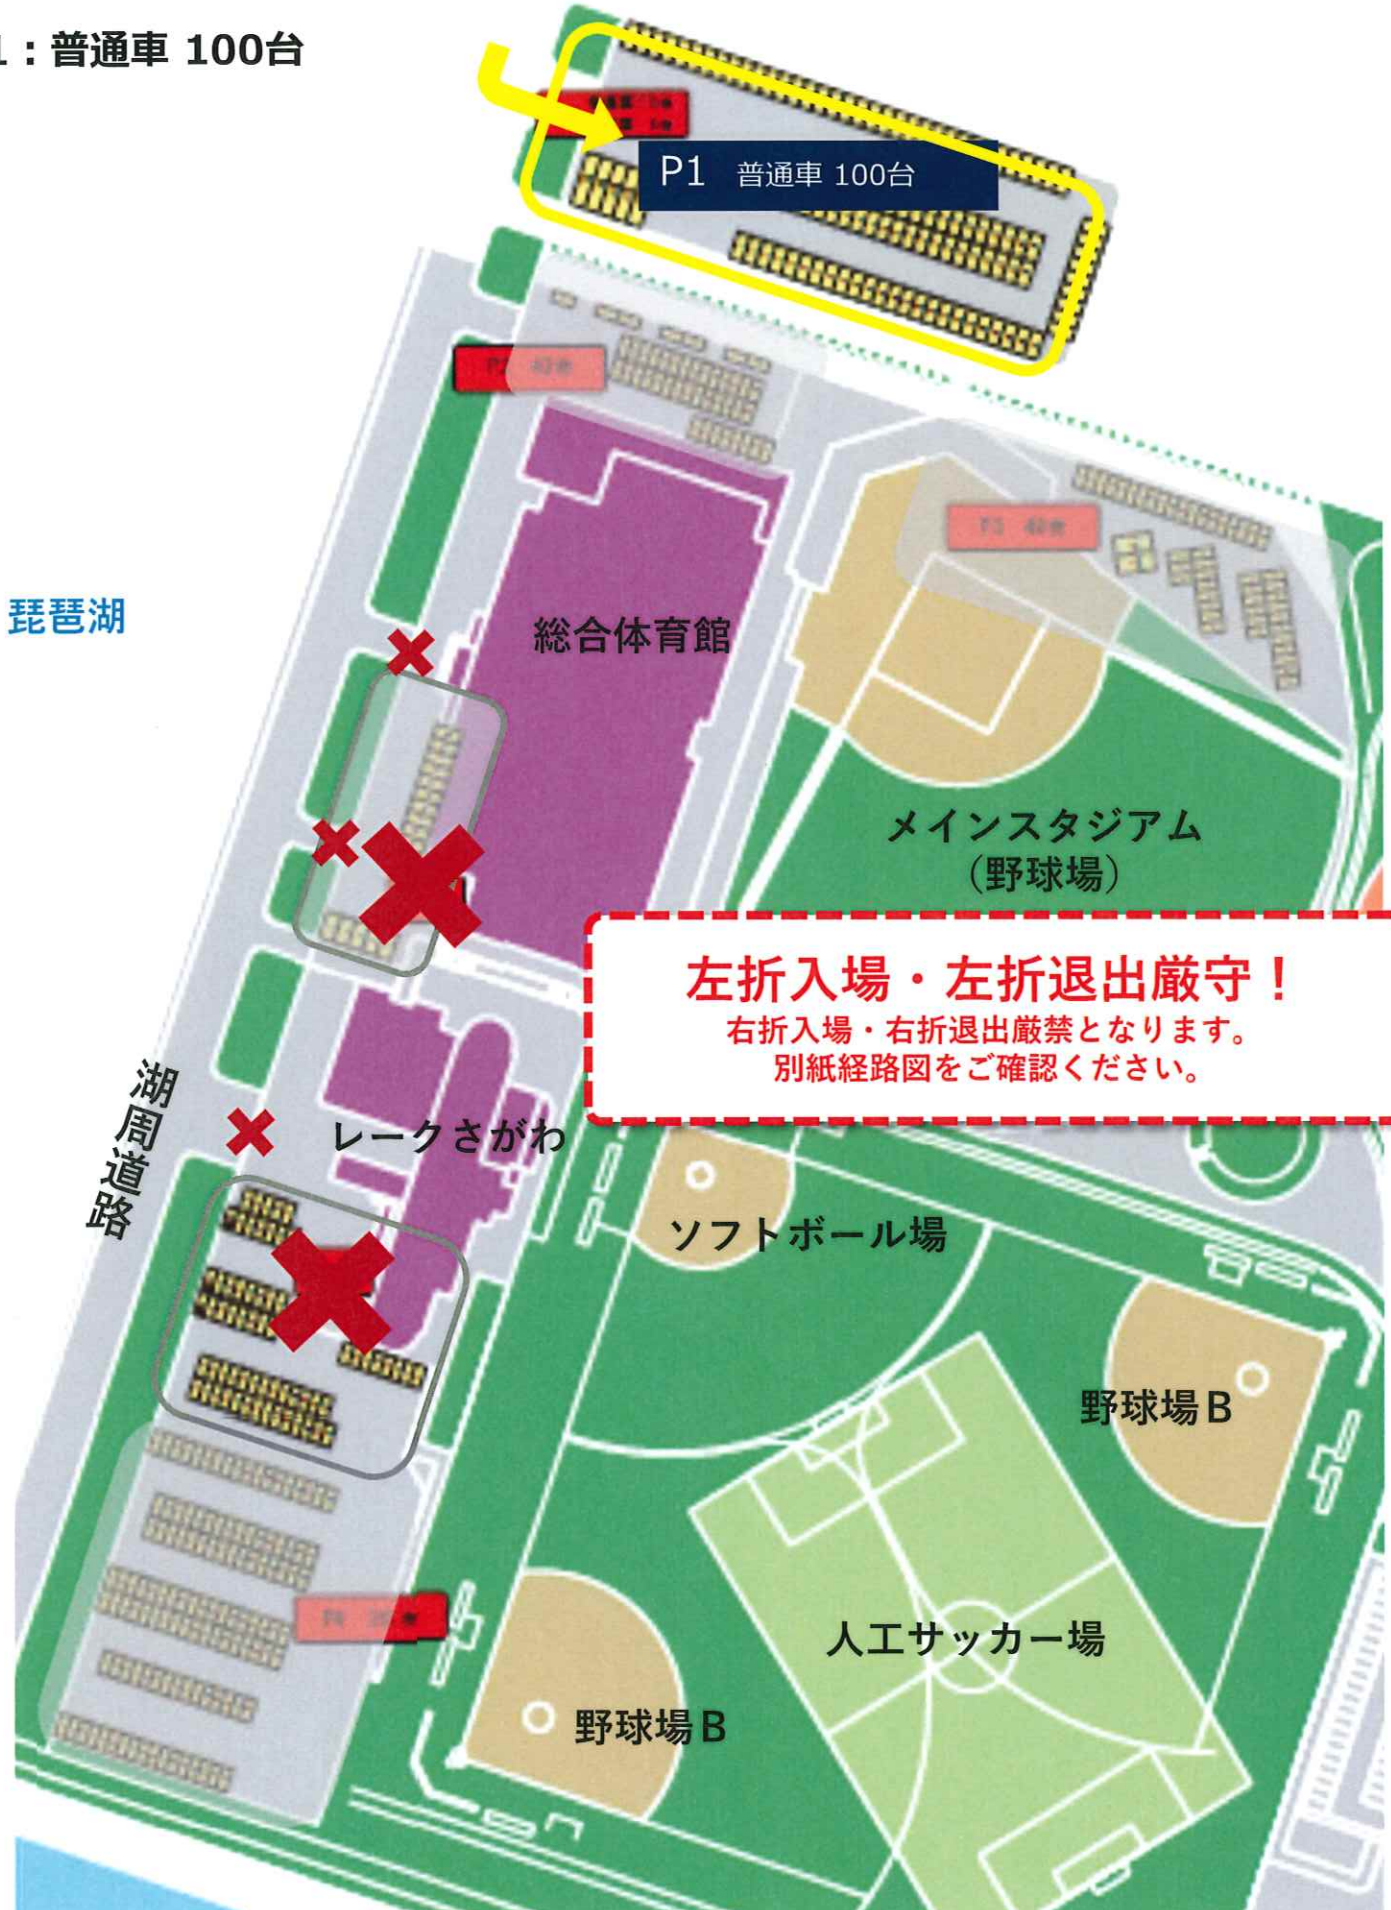 1：普通車 100台
P1 普通車 100台
琵琶湖
総合体育館
メインスタジアム
（野球場）
左折入場・左折退出厳守！
右折入場・右折退出厳禁となります。
別紙経路図をご確認ください。
湖周道路
レークさがわ
ソフトボール場
野球場B
人工サッカー場
野球場B